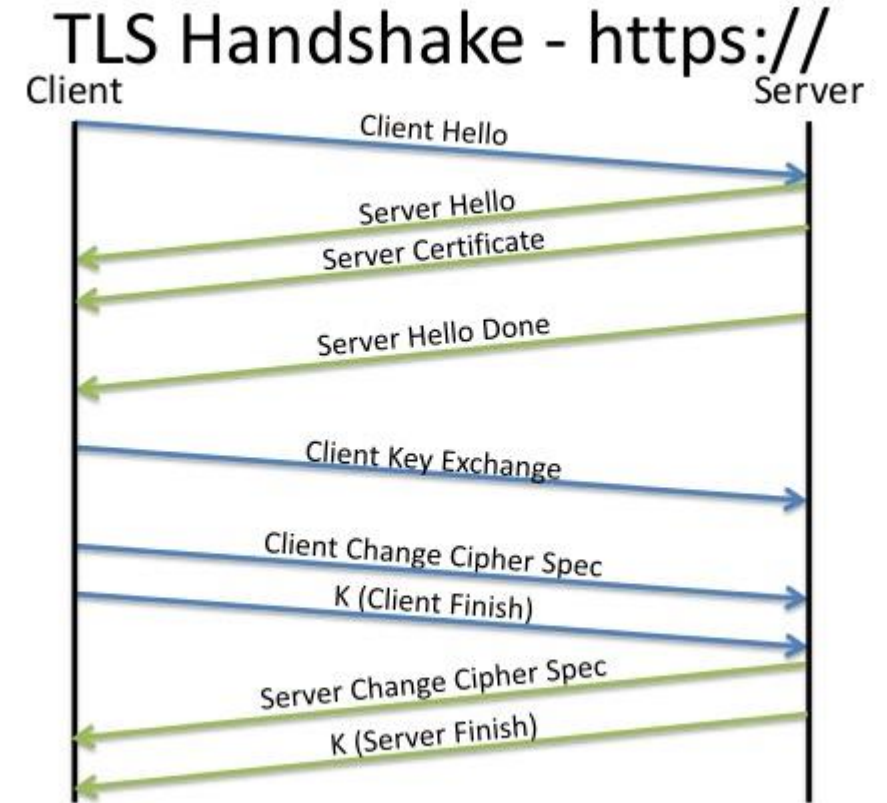 TLS Handshake - https://
Client
Server
Client Hello
Server Hello
Server Certificate
Server Hello Done
Client Key Exchange
Client Change Cipher Spec
K (Client Finish)
Server Change Cipher Spec
K (Server Finish)